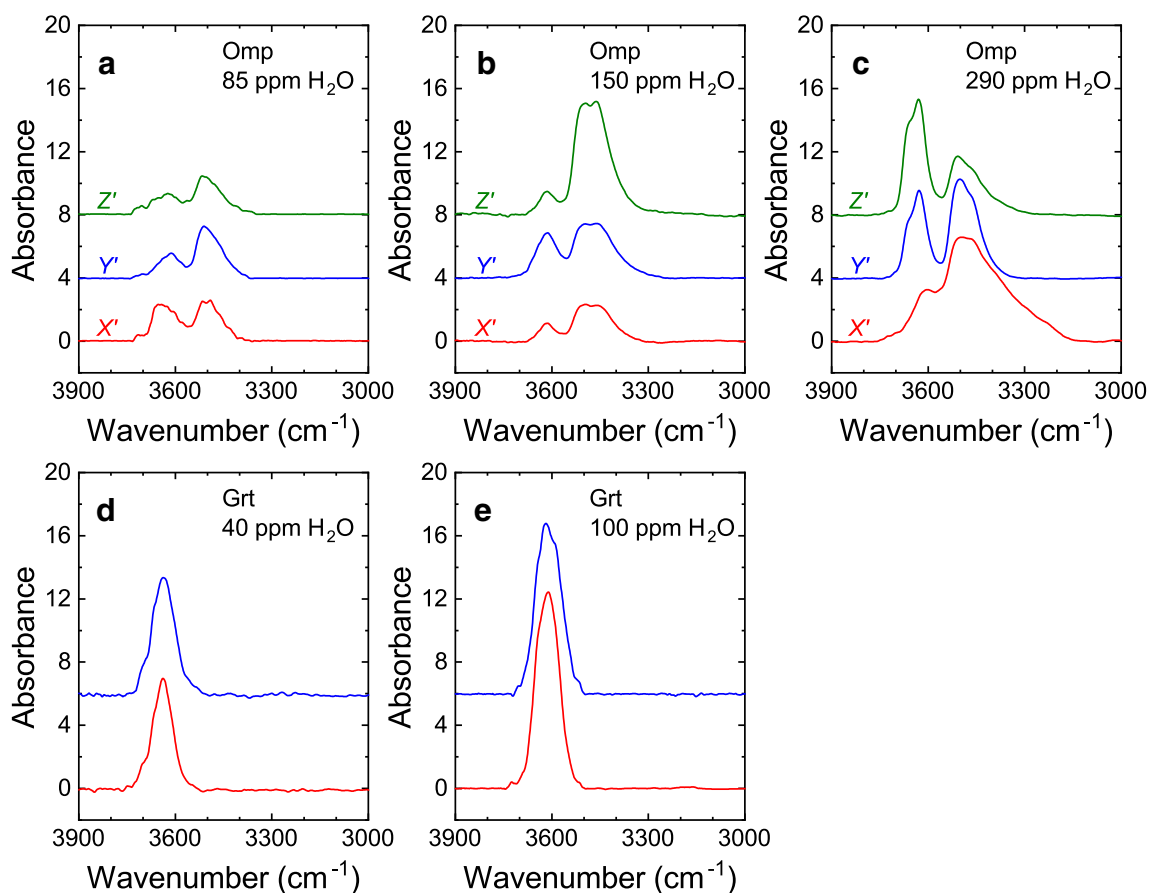 a
Omp
85 ppm H₂O
20
16
12
8
4
0
Absorbance
Z'
Y'
X'
3900 3600 3300 3000
Wavenumber (cm⁻¹)
b
Omp
150 ppm H₂O
20
16
12
8
4
0
Absorbance
Z'
Y'
X'
3900 3600 3300 3000
Wavenumber (cm⁻¹)
c
Omp
290 ppm H₂O
20
16
12
8
4
0
Absorbance
Z'
Y'
X'
3900 3600 3300 3000
Wavenumber (cm⁻¹)
d
Grt
40 ppm H₂O
20
16
12
8
4
0
Absorbance
3900 3600 3300 3000
Wavenumber (cm⁻¹)
e
Grt
100 ppm H₂O
20
16
12
8
4
0
Absorbance
3900 3600 3300 3000
Wavenumber (cm⁻¹)